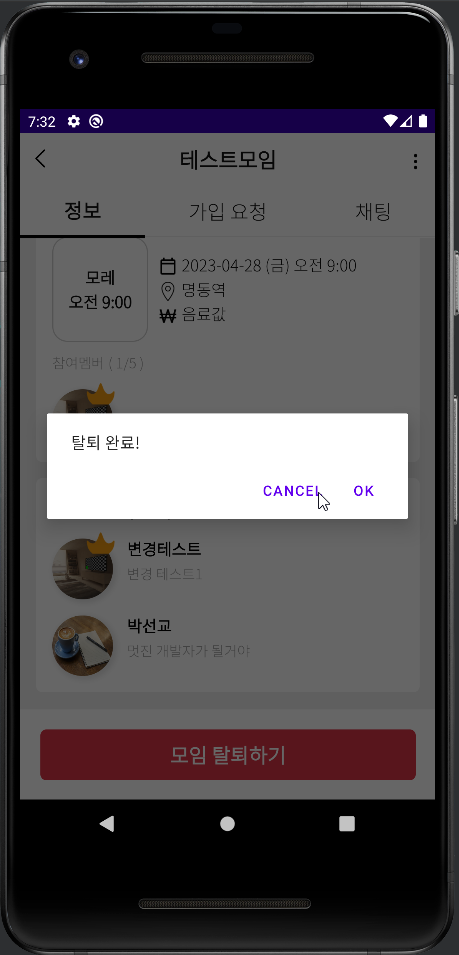 7:32
테스트모임
정보
가입 요청
채팅
모레
오전 9:00
2023-04-28 (금) 오전 9:00
명동역
음료값
참여멤버 ( 1/5 )
탈퇴 완료!
CANCEL
OK
변경테스트
변경 테스트1
박선교
멋진 개발자가 될거야
모임 탈퇴하기